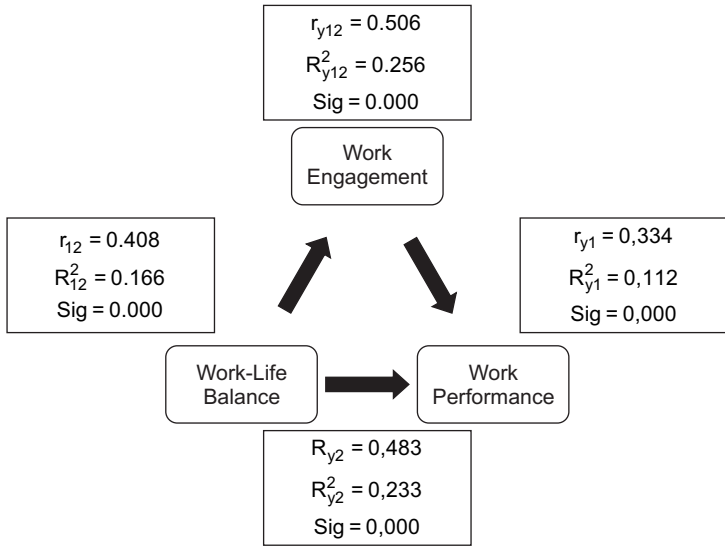 r_y12 = 0.506
R²_y12 = 0.256
Sig = 0.000
Work
Engagement
r_12 = 0.408
R²_12 = 0.166
Sig = 0.000
r_y1 = 0,334
R²_y1 = 0,112
Sig = 0,000
Work-Life
Balance
Work
Performance
R_y2 = 0,483
R²_y2 = 0,233
Sig = 0,000